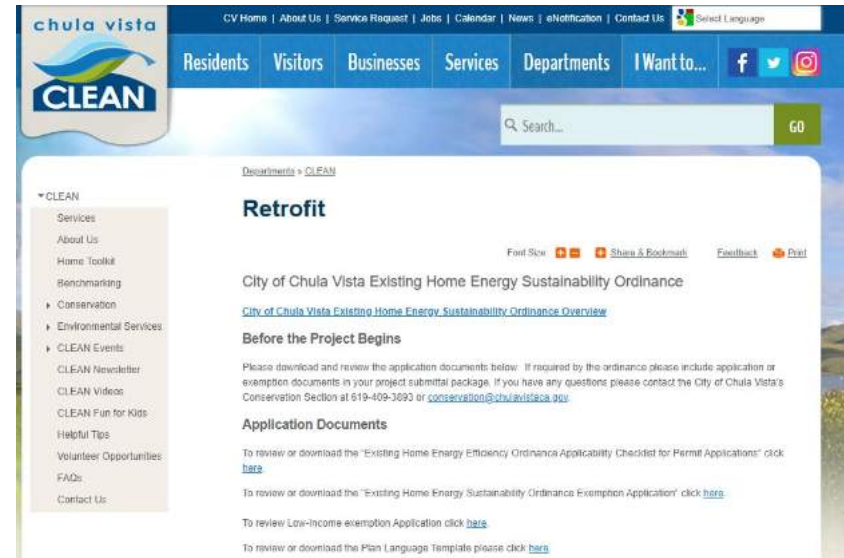 chula vista
CLEAN
CV Home | About Us | Service Request | Jobs | Calendar | News | eNotification | Contact Us
Select Language
Residents Visitors Businesses Services Departments I Want to...
Search...
GO
Departments » CLEAN
CLEAN
Services
About Us
Home Toolkit
Benchmarking
Conservation
Environmental Services
CLEAN Events
CLEAN Newsletter
CLEAN Videos
CLEAN Fun for Kids
Helpful Tips
Volunteer Opportunities
FAQs
Contact Us
Retrofit
Font Size Share & Bookmark Feedback Print
City of Chula Vista Existing Home Energy Sustainability Ordinance
City of Chula Vista Existing Home Energy Sustainability Ordinance Overview
Before the Project Begins
Please download and review the application documents below. If required by the ordinance please include application or
exemption documents in your project submittal package. If you have any questions please contact the City of Chula Vista's
Conservation Section at 619-409-3893 or conservation@chulavistaca.gov.
Application Documents
To review or download the "Existing Home Energy Efficiency Ordinance Applicability Checklist for Permit Applications" click
here.
To review or download the "Existing Home Energy Sustainability Ordinance Exemption Application" click here.
To review Low-Income exemption Application click here.
To review or download the Plan Language Template please click here.